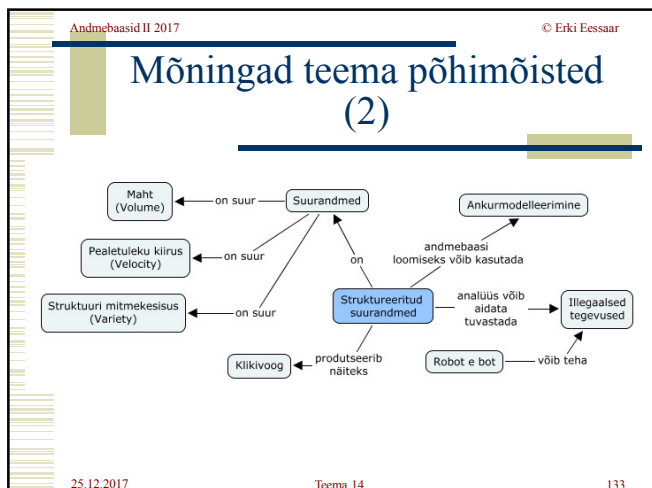 Andmebaasid II 2017
© Erki Eessaar
Mõningad teema põhimõisted
(2)
Maht
(Volume)
on suur
Suurandmed
Ankurmodelleerimine
Pealetuleku kiirus
(Velocity)
on suur
on
andmebaasi
loomiseks võib kasutada
Struktuuri mitmekesisus
(Variety)
on suur
Struktureeritud
suurandmed
analüüs võib
aidata
tuvastada
Illegaalsed
tegevused
Klikivoog
produtseerib
näiteks
Robot e bot
võib teha
25.12.2017
Teema 14
133